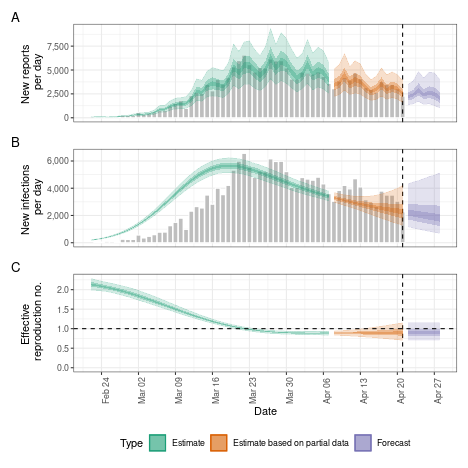 A
New reports
per day
7,500
5,000
2,500
0
B
New infections
per day
6,000
4,000
2,000
0
C
Effective
reproduction no.
2.0
1.5
1.0
0.5
0.0
Feb 24
Mar 02
Mar 09
Mar 16
Mar 23
Mar 30
Apr 06
Apr 13
Apr 20
Apr 27
Date
Type Estimate Estimate based on partial data Forecast